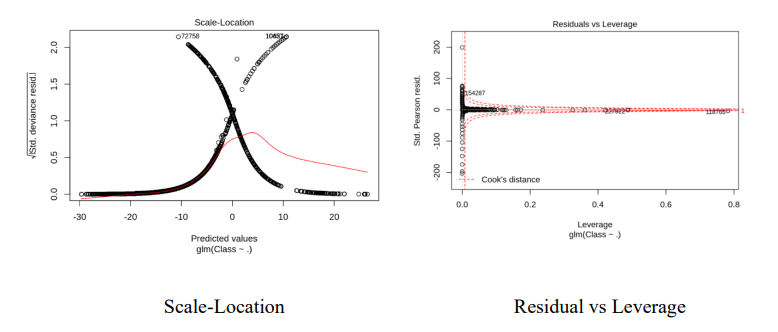 Scale-Location
72758
√|Std. deviance resid.|
0.0 0.5 1.0 1.5 2.0
-30 -20 -10 0 10 20
Predicted values
glm(Class ~ .)
Residuals vs Leverage
154287
227622
118765
1
Std. Pearson resid.
-200 -100 0 100 200
Cook's distance
0.0 0.2 0.4 0.6 0.8
Leverage
glm(Class ~ .)
Scale-Location
Residual vs Leverage